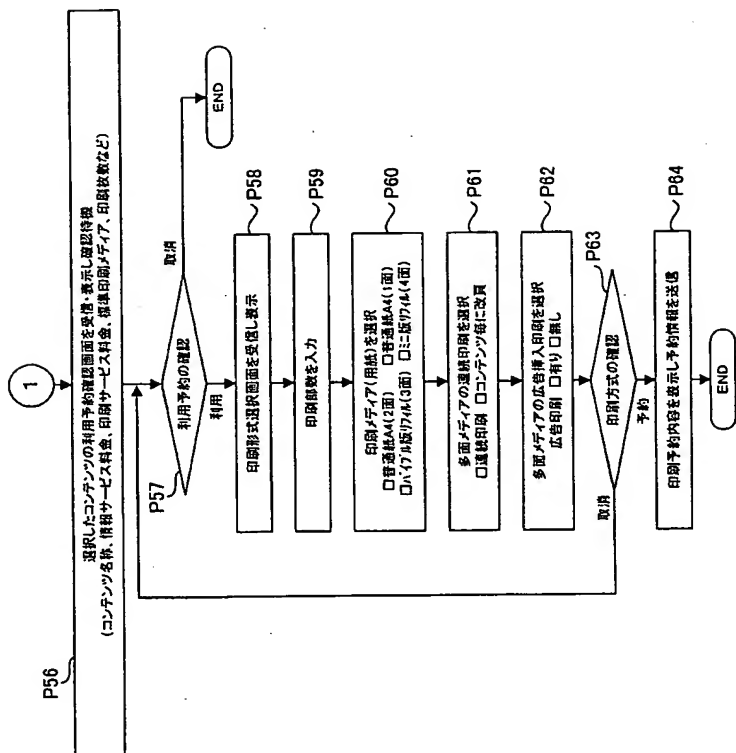 1
選択したコンテンツの利用予約確認画面を受信・表示し確認待機
(コンテンツ名称、情報サービス料金、印刷サービス料金、標準印刷メディア、印刷枚数など)
P56
利用予約の確認
P57
取消
END
利用
印刷形式選択画面を受信し表示
P58
印刷部数を入力
P59
印刷メディア(用紙)を選択
□普通紙A4(2面) □普通紙A4(1面)
□バイブル版リフィル(3面) □ミニ版リフィル(4面)
P60
多面メディアの連続印刷を選択
□連続印刷 □コンテンツ毎に改頁
P61
多面メディアの広告挿入印刷を選択
広告印刷 □有り □無し
P62
印刷方式の確認
P63
取消
予約
印刷予約内容を表示し予約情報を送信
P64
END